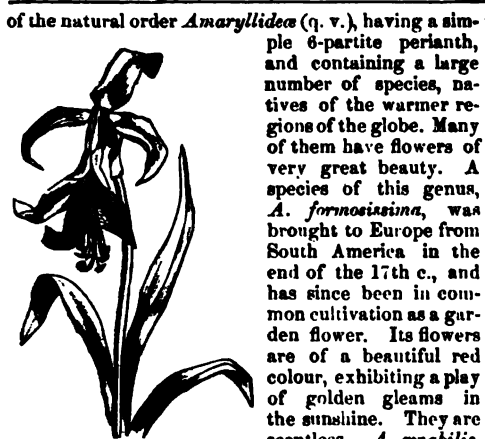 of the natural order Amaryllideæ (q. v.), having a sim-
ple 6-partite perianth,
and containing a large
number of species, na-
tives of the warmer re-
gions of the globe. Many
of them have flowers of
very great beauty. A
species of this genus,
A. formosissima, was
brought to Europe from
South America in the
end of the 17th c., and
has since been in com-
mon cultivation as a gar-
den flower. Its flowers
are of a beautiful red
colour, exhibiting a play
of golden gleams in
the sunshine. They are
scentless. A.